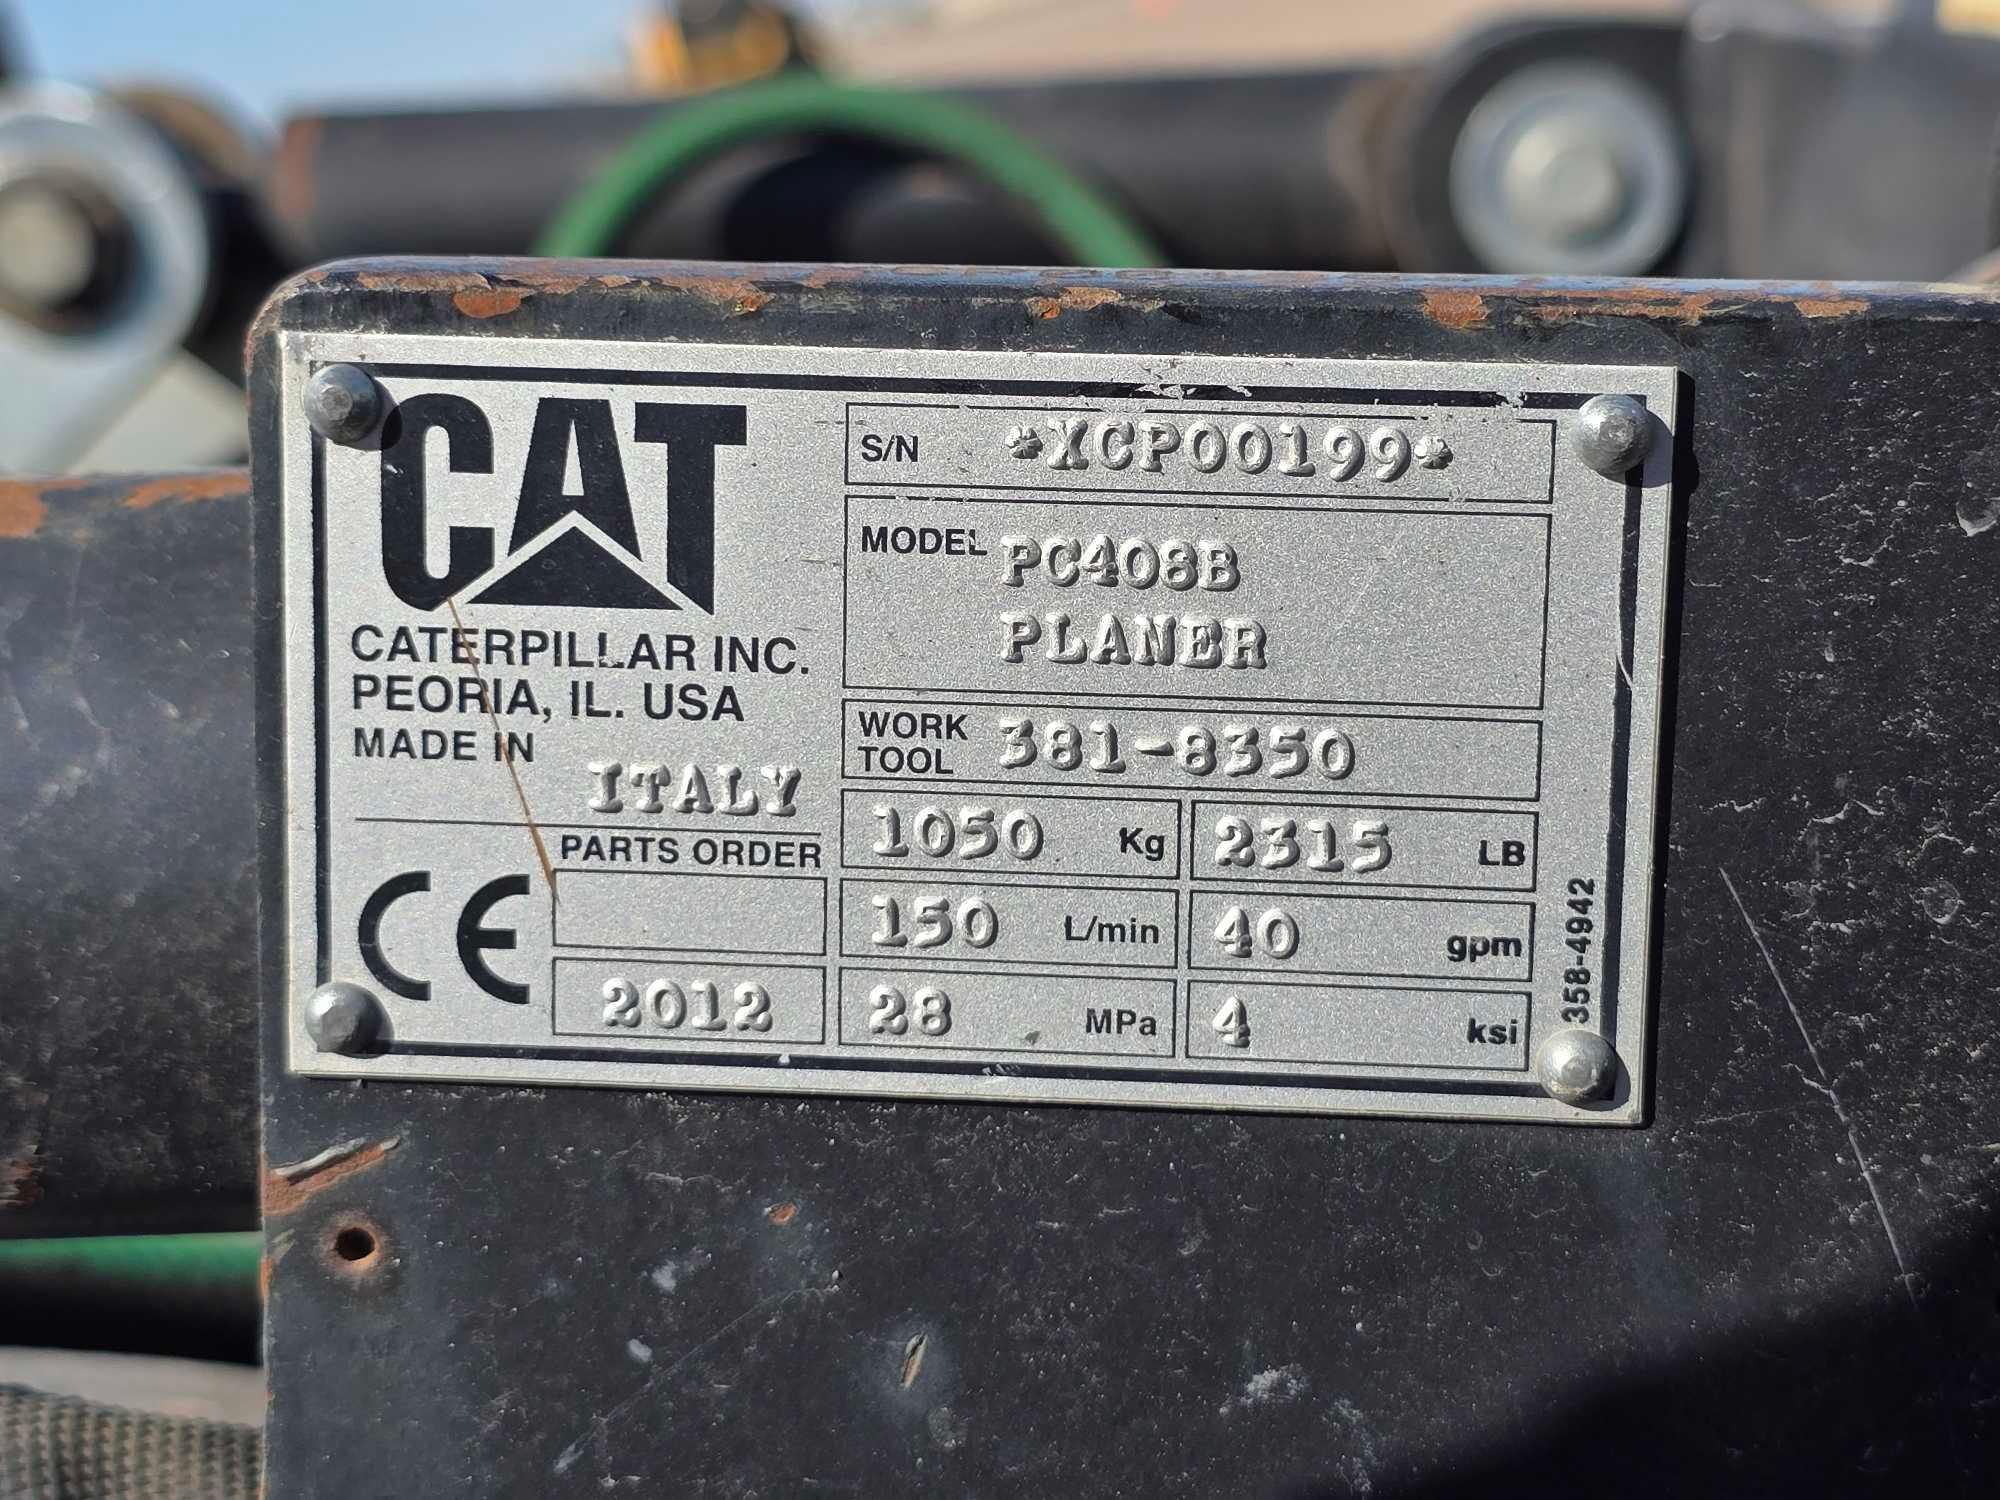 CAT
CATERPILLAR INC.
PEORIA, IL. USA
MADE IN
ITALY
PARTS ORDER
CE
2012
S/N *XCP00199*
MODEL PC408B
PLANER
WORK
TOOL 381-8350
1050 Kg 2315 LB
150 L/min 40 gpm
28 MPa 4 ksi
358-4942